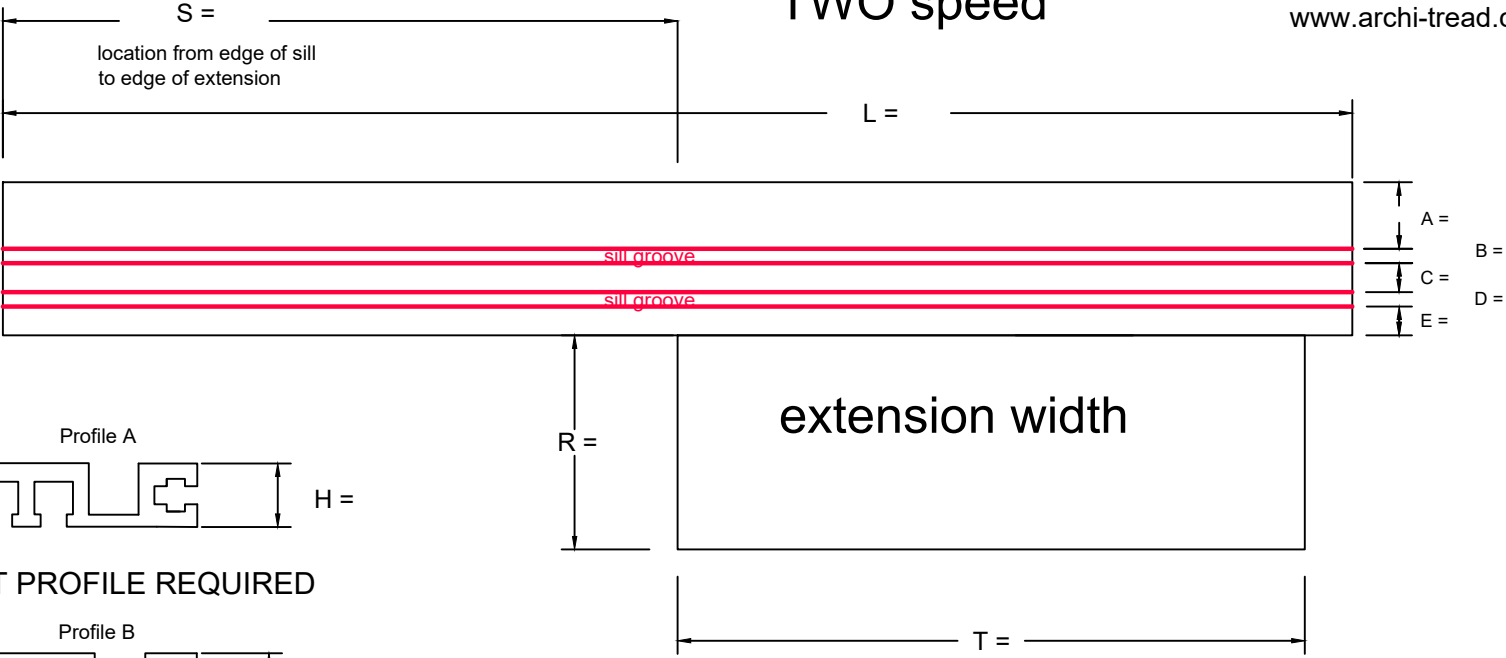 S =
TWO speed
www.archi-tread.c
location from edge of sill
to edge of extension
L =
A =
B =
sill groove
C =
sill groove
D =
E =
extension width
Profile A
R =
H =
T PROFILE REQUIRED
Profile B
T =